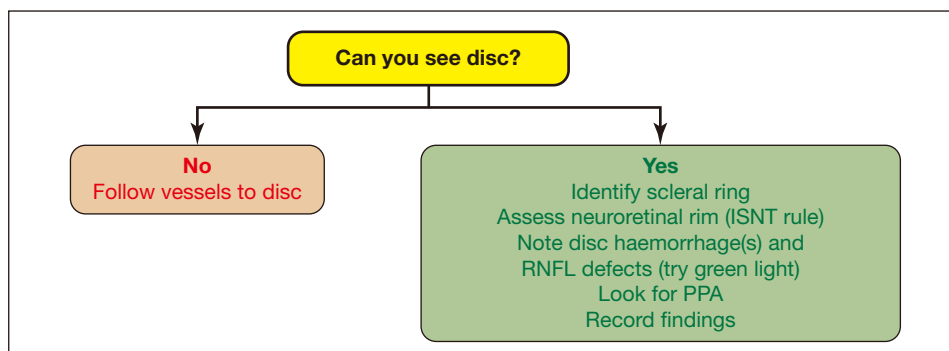 Can you see disc?
No
Follow vessels to disc
Yes
Identify scleral ring
Assess neuroretinal rim (ISNT rule)
Note disc haemorrhage(s) and
RNFL defects (try green light)
Look for PPA
Record findings